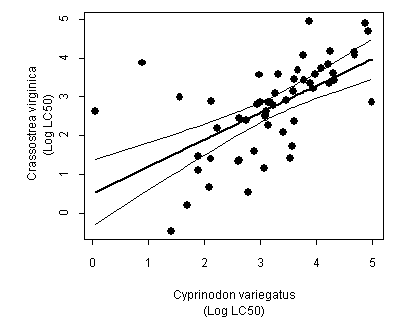 Crassostrea virginica
(Log LC50)
5
4
3
2
1
0
0 1 2 3 4 5
Cyprinodon variegatus
(Log LC50)